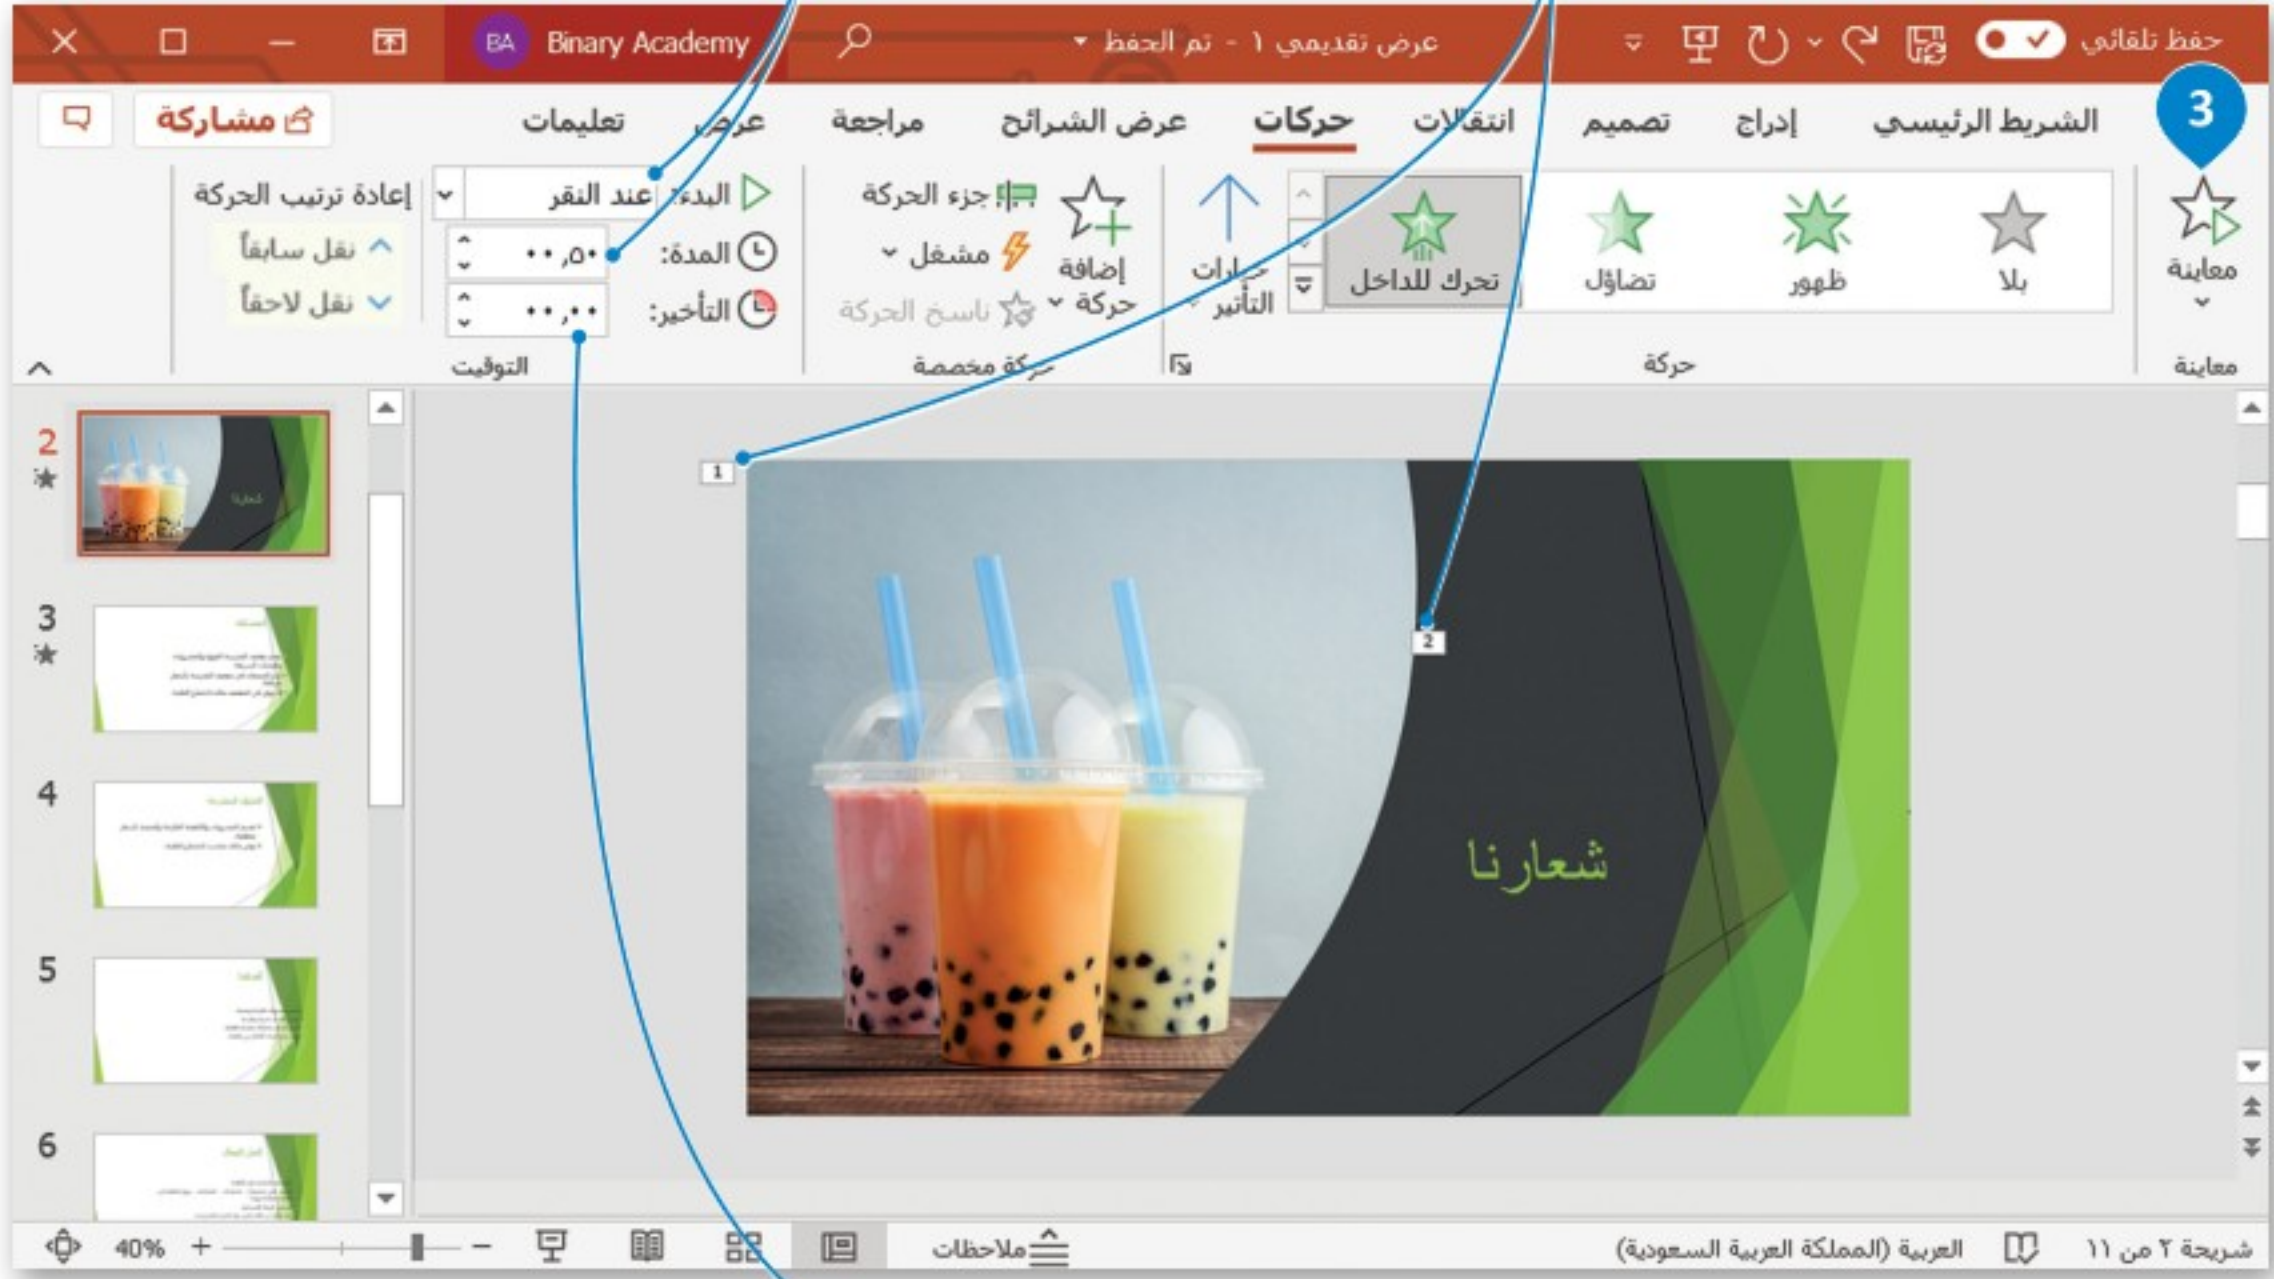 حفظ تلقائي
عرض تقديمي ١ - تم الحفظ
Binary Academy
BA
3
الشريط الرئيسي
إدراج
تصميم
انتقالات
حركات
عرض الشرائح
مراجعة
عرض
تعليمات
مشاركة
معاينة
بلا
ظهور
تضاؤل
تحرك للداخل
خيارات
التأثير
إضافة
حركة
جزء الحركة
مشغل
ناسخ الحركة
البدء: عند النقر
المدة: ٠٠,٥٠
التأخير: ٠٠,٠٠
إعادة ترتيب الحركة
نقل سابقاً
نقل لاحقاً
معاينة
حركة
حركة مخصصة
التوقيت
1
2
شعارنا
2
شعارنا
3
4
5
6
شريحة ٢ من ١١
العربية (المملكة العربية السعودية)
ملاحظات
40%